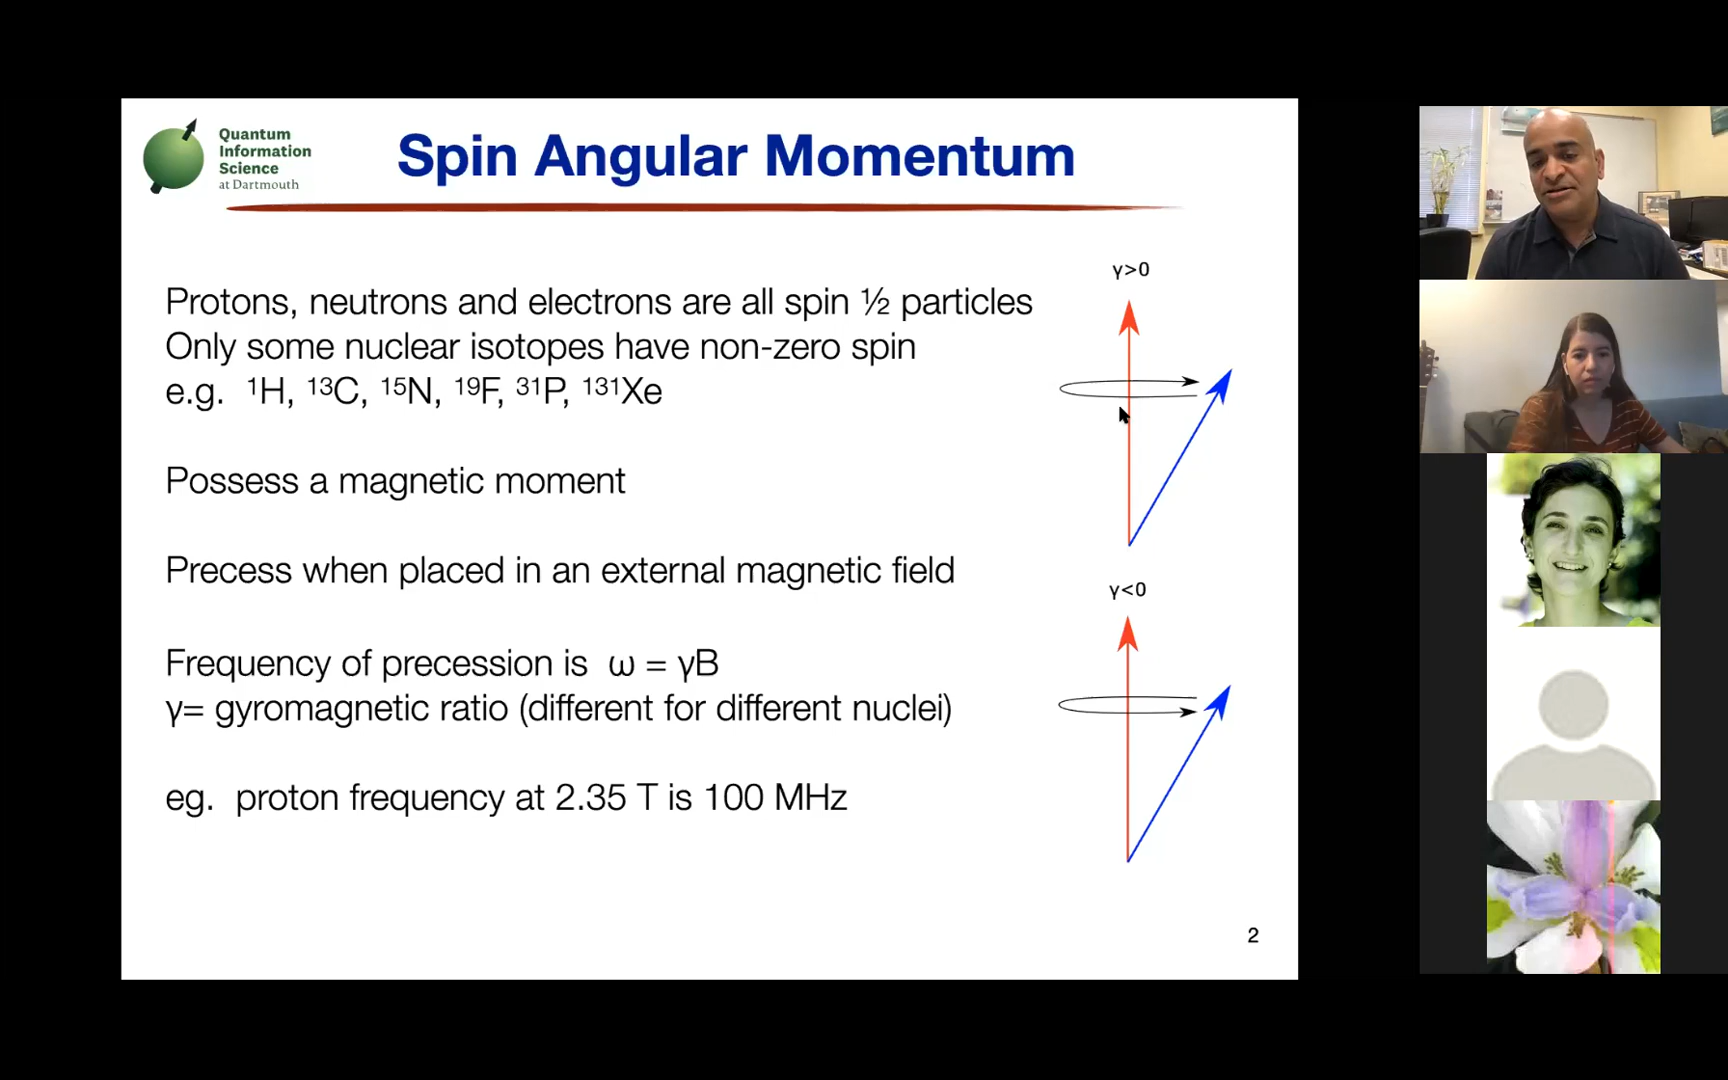 Quantum
Information
Science
at Dartmouth
Spin Angular Momentum
Protons, neutrons and electrons are all spin ½ particles
Only some nuclear isotopes have non-zero spin
e.g. ¹H, ¹³C, ¹⁵N, ¹⁹F, ³¹P, ¹³¹Xe
Possess a magnetic moment
Precess when placed in an external magnetic field
Frequency of precession is ω = γB
γ= gyromagnetic ratio (different for different nuclei)
eg. proton frequency at 2.35 T is 100 MHz
γ>0
γ<0
2